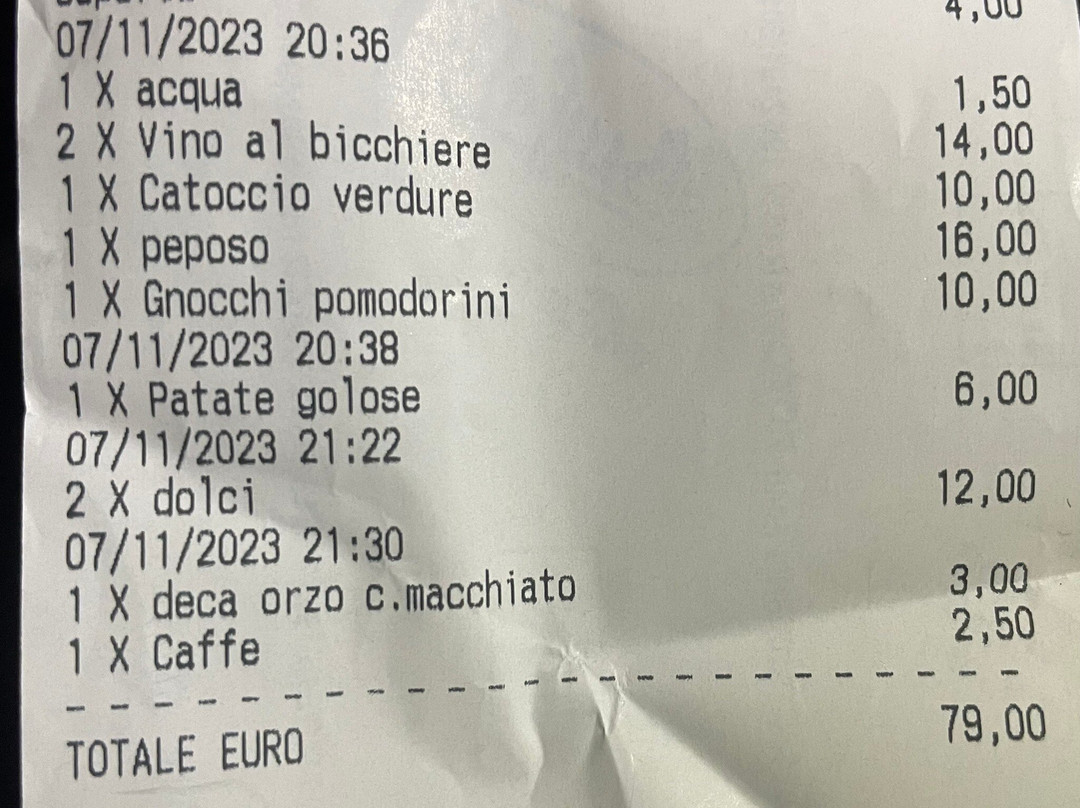 4,00
07/11/2023 20:36
1 X acqua 1,50
2 X Vino al bicchiere 14,00
1 X Catoccio verdure 10,00
1 X peposo 16,00
1 X Gnocchi pomodorini 10,00
07/11/2023 20:38
1 X Patate golose 6,00
07/11/2023 21:22
2 X dolci 12,00
07/11/2023 21:30
1 X deca orzo c.macchiato 3,00
1 X Caffe 2,50
TOTALE EURO 79,00